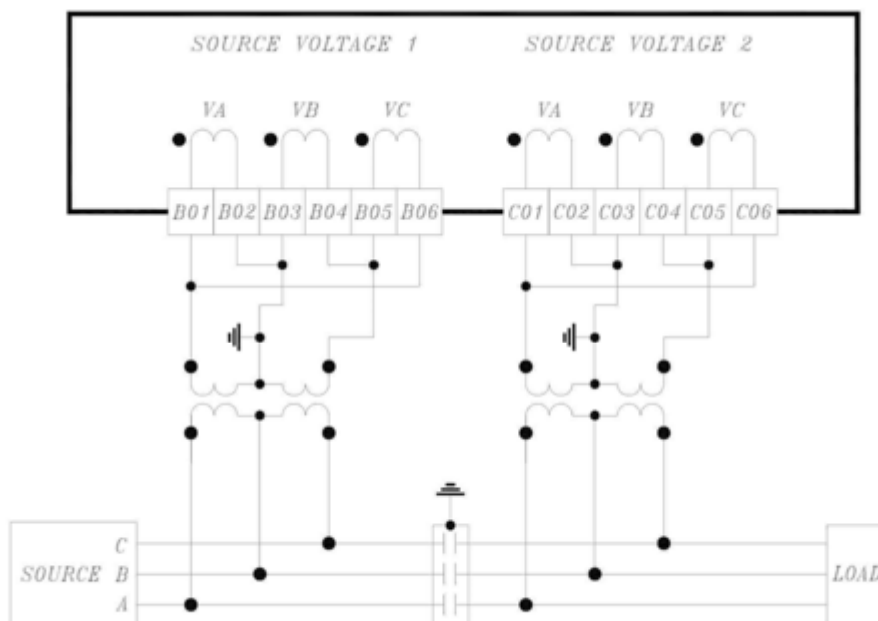 SOURCE VOLTAGE 1 SOURCE VOLTAGE 2
VA VB VC VA VB VC
B01 B02 B03 B04 B05 B06 C01 C02 C03 C04 C05 C06
C
SOURCE B LOAD
A